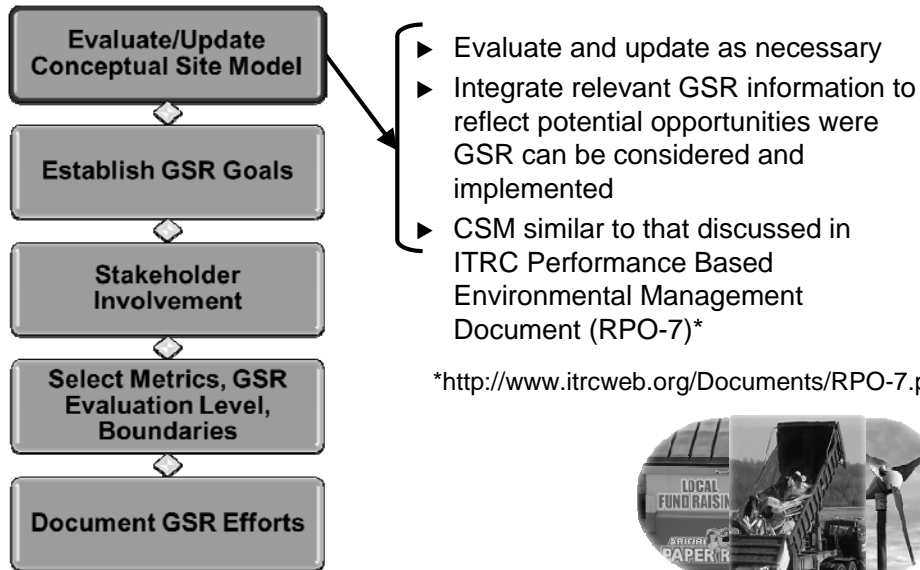 Evaluate/Update
Conceptual Site Model
Establish GSR Goals
Stakeholder
Involvement
Select Metrics, GSR
Evaluation Level,
Boundaries
Document GSR Efforts
▶ Evaluate and update as necessary
▶ Integrate relevant GSR information to
reflect potential opportunities were
GSR can be considered and
implemented
▶ CSM similar to that discussed in
ITRC Performance Based
Environmental Management
Document (RPO-7)*
*http://www.itrcweb.org/Documents/RPO-7.p
LOCAL
FUND RAISIN
PAPER R